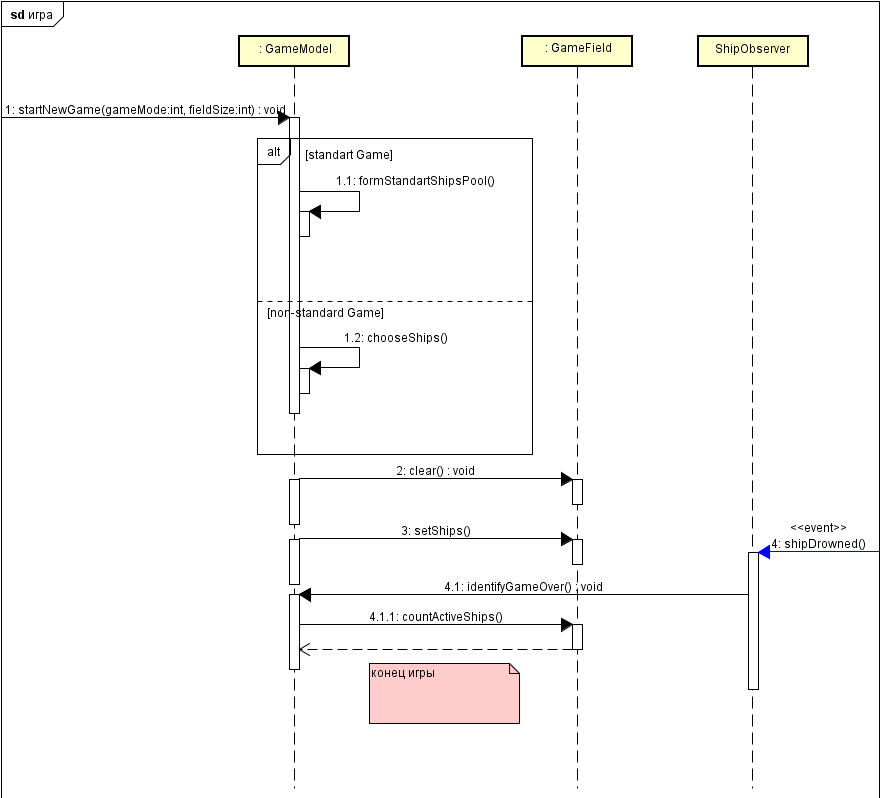 sd игра
: GameModel
: GameField
ShipObserver
1: startNewGame(gameMode:int, fieldSize:int) : void
alt
[standart Game]
1.1: formStandartShipsPool()
[non-standard Game]
1.2: chooseShips()
2: clear() : void
3: setShips()
<<event>>
4: shipDrowned()
4.1: identifyGameOver() : void
4.1.1: countActiveShips()
конец игры